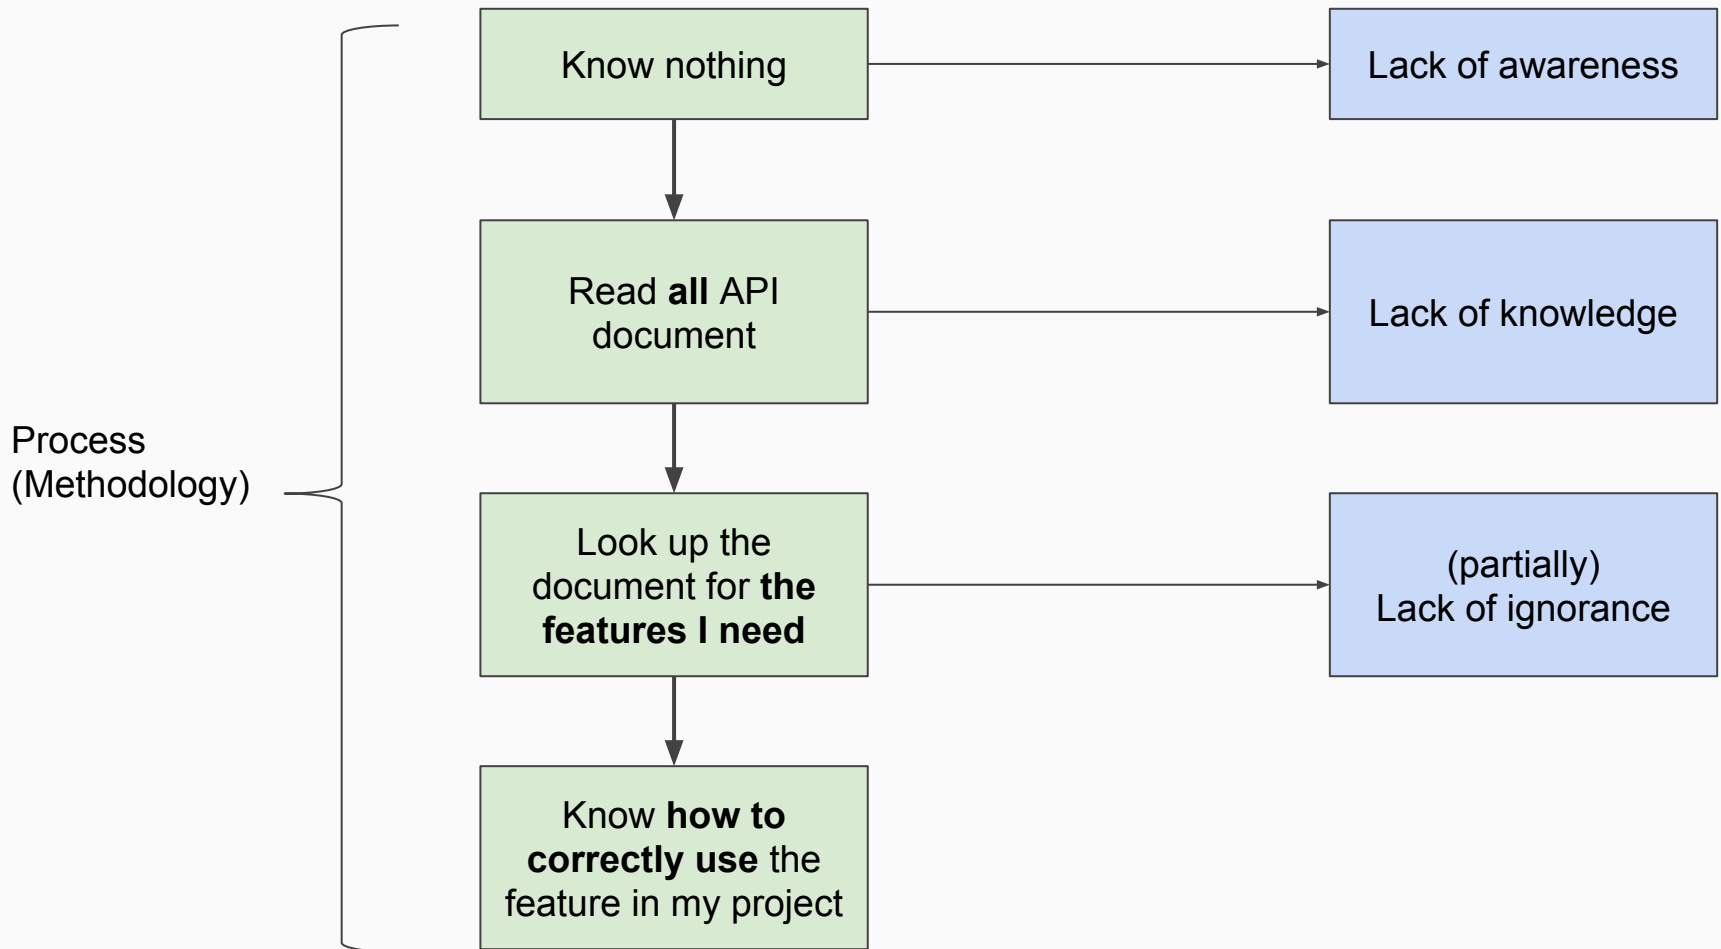 Know nothing
Lack of awareness
Read all API
document
Lack of knowledge
Process
(Methodology)
Look up the
document for the
features I need
(partially)
Lack of ignorance
Know how to
correctly use the
feature in my project